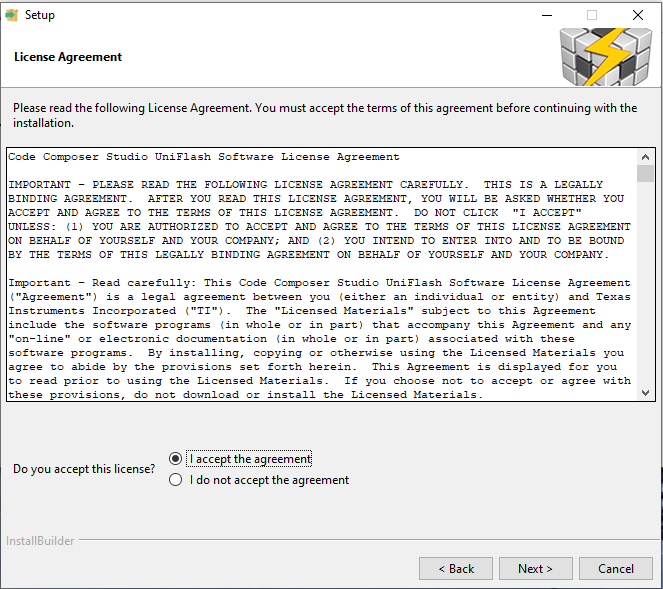 Setup
License Agreement
Please read the following License Agreement. You must accept the terms of this agreement before continuing with the
installation.
Code Composer Studio UniFlash Software License Agreement
IMPORTANT - PLEASE READ THE FOLLOWING LICENSE AGREEMENT CAREFULLY.  THIS IS A LEGALLY
BINDING AGREEMENT.  AFTER YOU READ THIS LICENSE AGREEMENT, YOU WILL BE ASKED WHETHER YOU
ACCEPT AND AGREE TO THE TERMS OF THIS LICENSE AGREEMENT.  DO NOT CLICK  "I ACCEPT"
UNLESS: (1) YOU ARE AUTHORIZED TO ACCEPT AND AGREE TO THE TERMS OF THIS LICENSE AGREEMENT
ON BEHALF OF YOURSELF AND YOUR COMPANY; AND (2) YOU INTEND TO ENTER INTO AND TO BE BOUND
BY THE TERMS OF THIS LEGALLY BINDING AGREEMENT ON BEHALF OF YOURSELF AND YOUR COMPANY.
Important - Read carefully: This Code Composer Studio UniFlash Software License Agreement
("Agreement") is a legal agreement between you (either an individual or entity) and Texas
Instruments Incorporated ("TI").  The "Licensed Materials" subject to this Agreement
include the software programs (in whole or in part) that accompany this Agreement and any
"on-line" or electronic documentation (in whole or in part) associated with these
software programs.  By installing, copying or otherwise using the Licensed Materials you
agree to abide by the provisions set forth herein.  This Agreement is displayed for you
to read prior to using the Licensed Materials.  If you choose not to accept or agree with
these provisions, do not download or install the Licensed Materials.
Do you accept this license?
I accept the agreement
I do not accept the agreement
InstallBuilder
< Back
Next >
Cancel